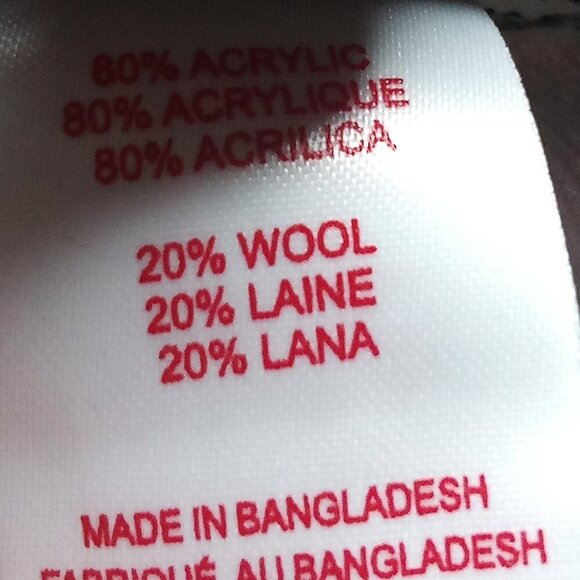 80% ACRYLIC
80% ACRYLIQUE
80% ACRILICA
20% WOOL
20% LAINE
20% LANA
MADE IN BANGLADESH
FABRIQUÉ AU BANGLADESH